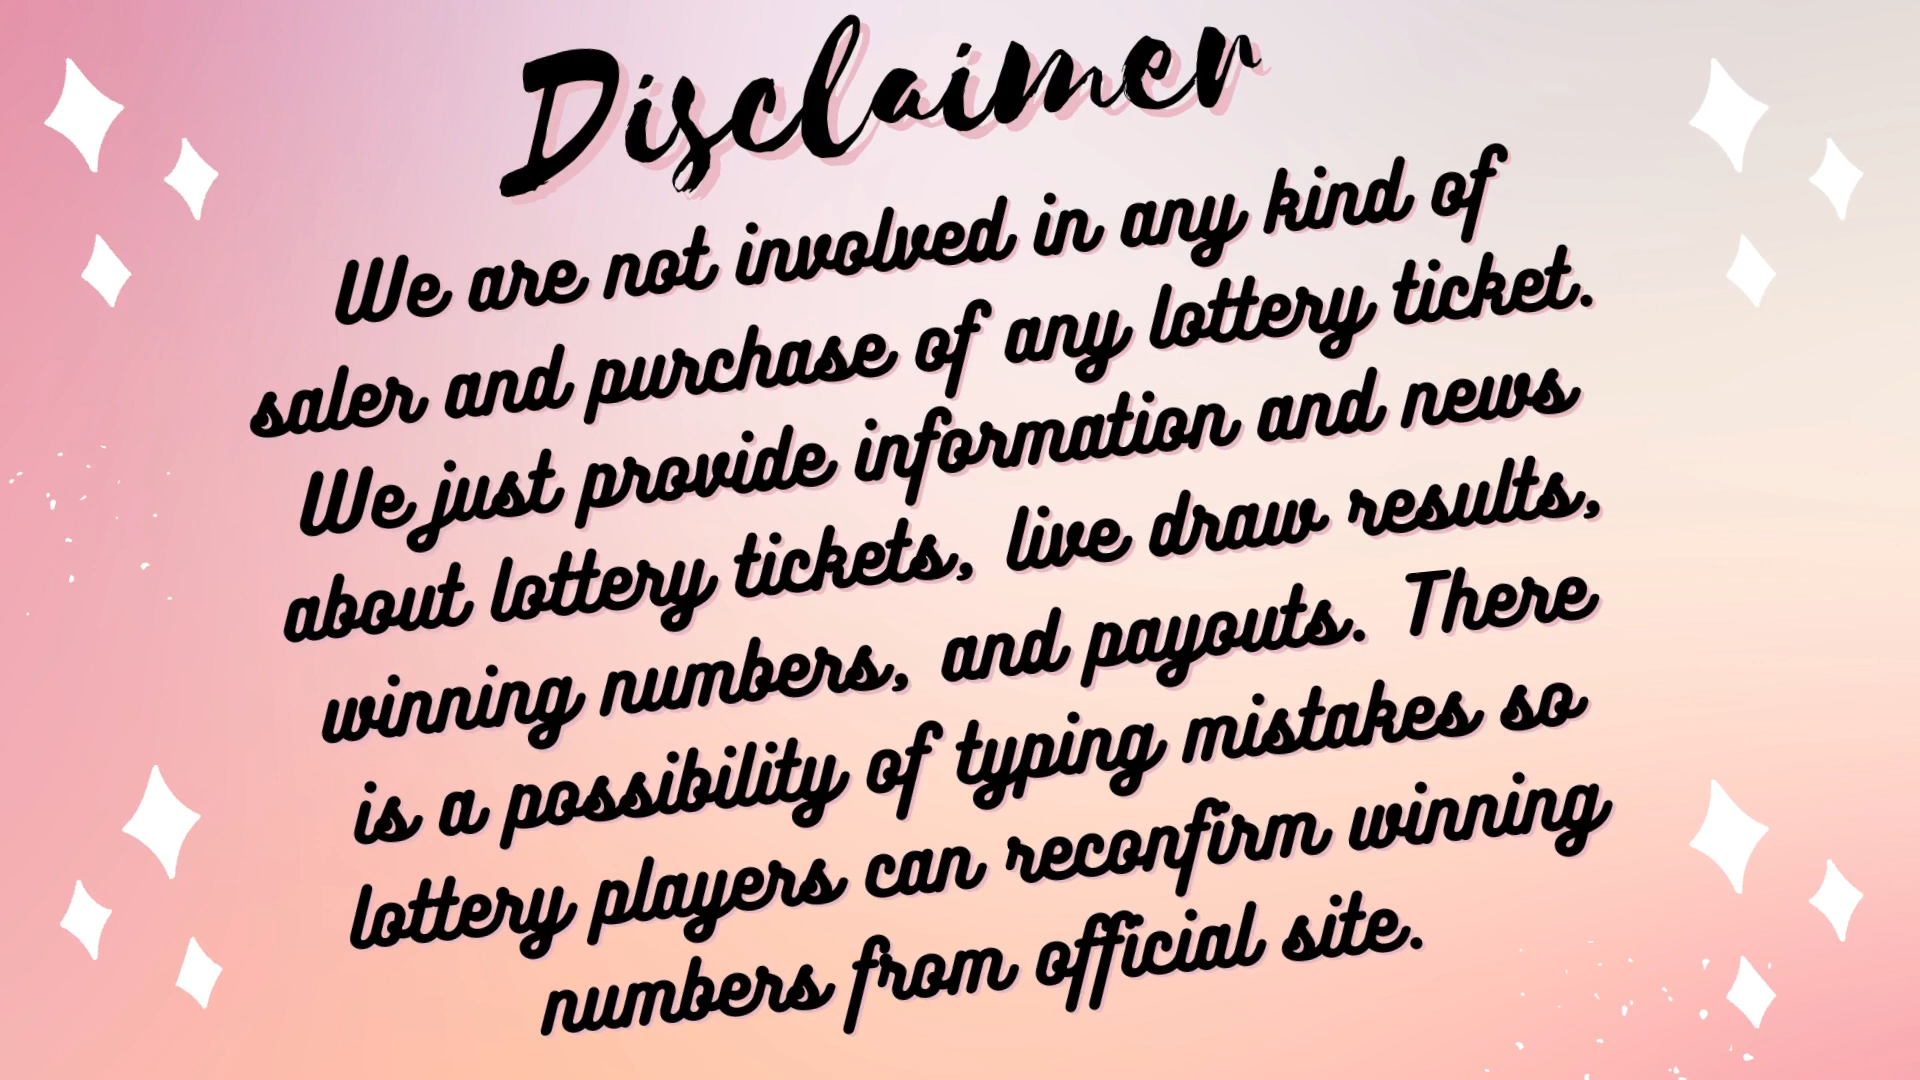 Disclaimer
We are not involved in any kind of
saler and purchase of any lottery ticket.
We just provide information and news
about lottery tickets, live draw results,
winning numbers, and payouts. There
is a possibility of typing mistakes so
lottery players can reconfirm winning
numbers from official site.